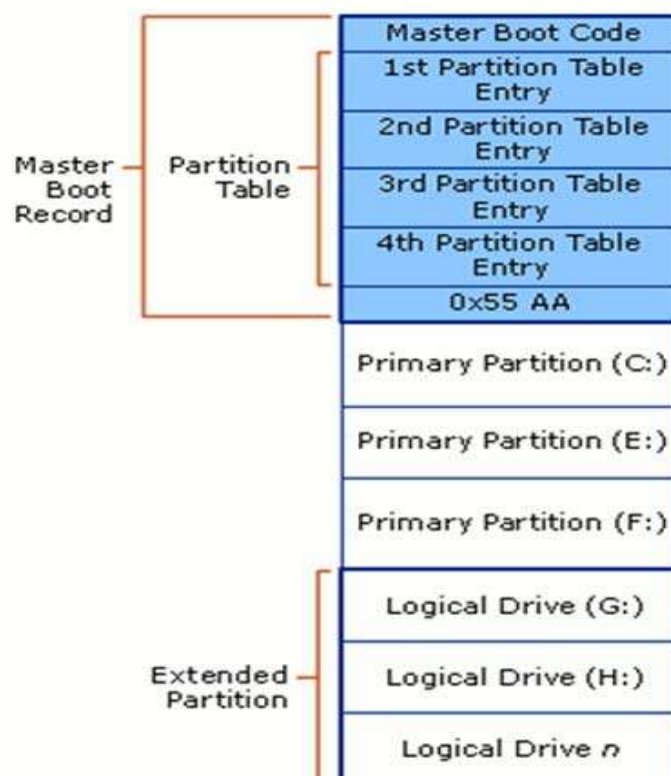 Master Boot Code
1st Partition Table
Entry
2nd Partition Table
Entry
3rd Partition Table
Entry
4th Partition Table
Entry
0x55 AA
Master
Boot
Record
Partition
Table
Primary Partition (C:)
Primary Partition (E:)
Primary Partition (F:)
Logical Drive (G:)
Logical Drive (H:)
Logical Drive n
Extended
Partition